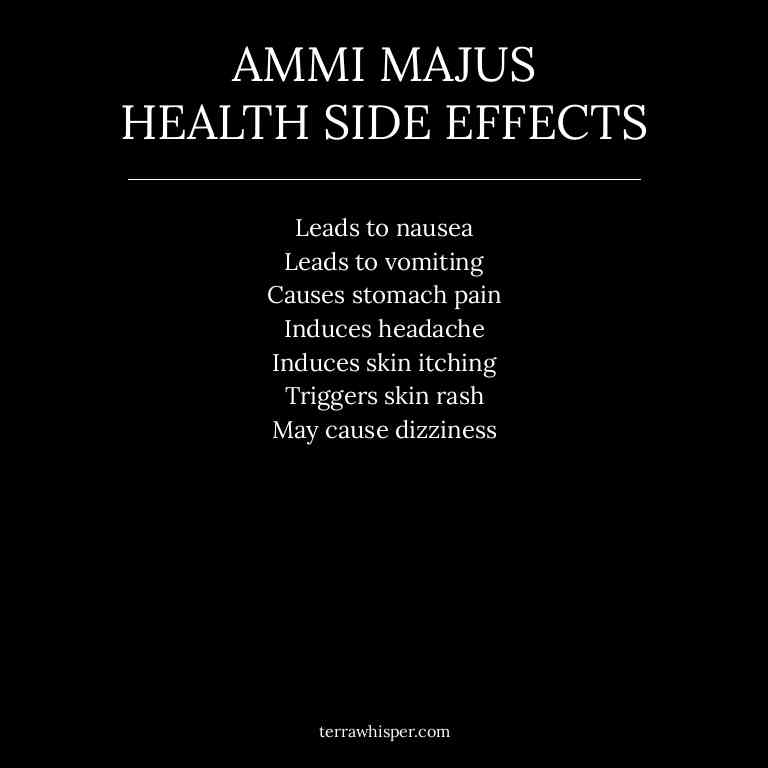 AMMI MAJUS
HEALTH SIDE EFFECTS
Leads to nausea
Leads to vomiting
Causes stomach pain
Induces headache
Induces skin itching
Triggers skin rash
May cause dizziness
terrawhisper.com